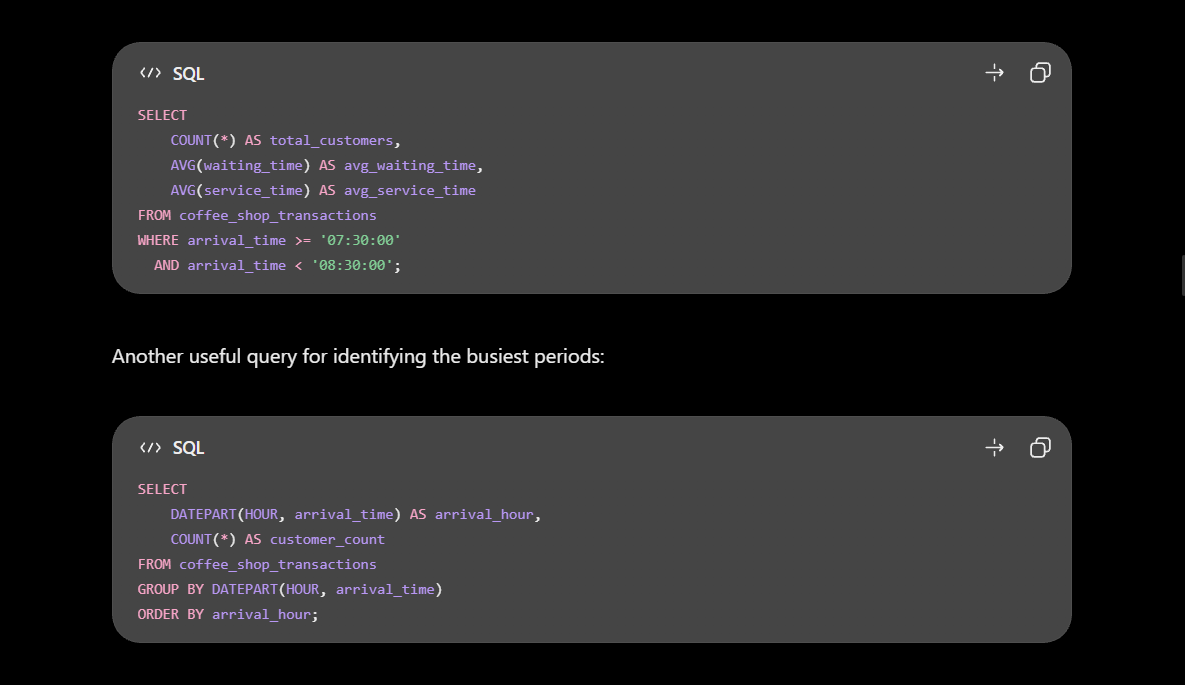 SQL
SELECT
    COUNT(*) AS total_customers,
    AVG(waiting_time) AS avg_waiting_time,
    AVG(service_time) AS avg_service_time
FROM coffee_shop_transactions
WHERE arrival_time >= '07:30:00'
  AND arrival_time < '08:30:00';
Another useful query for identifying the busiest periods:
SQL
SELECT
    DATEPART(HOUR, arrival_time) AS arrival_hour,
    COUNT(*) AS customer_count
FROM coffee_shop_transactions
GROUP BY DATEPART(HOUR, arrival_time)
ORDER BY arrival_hour;